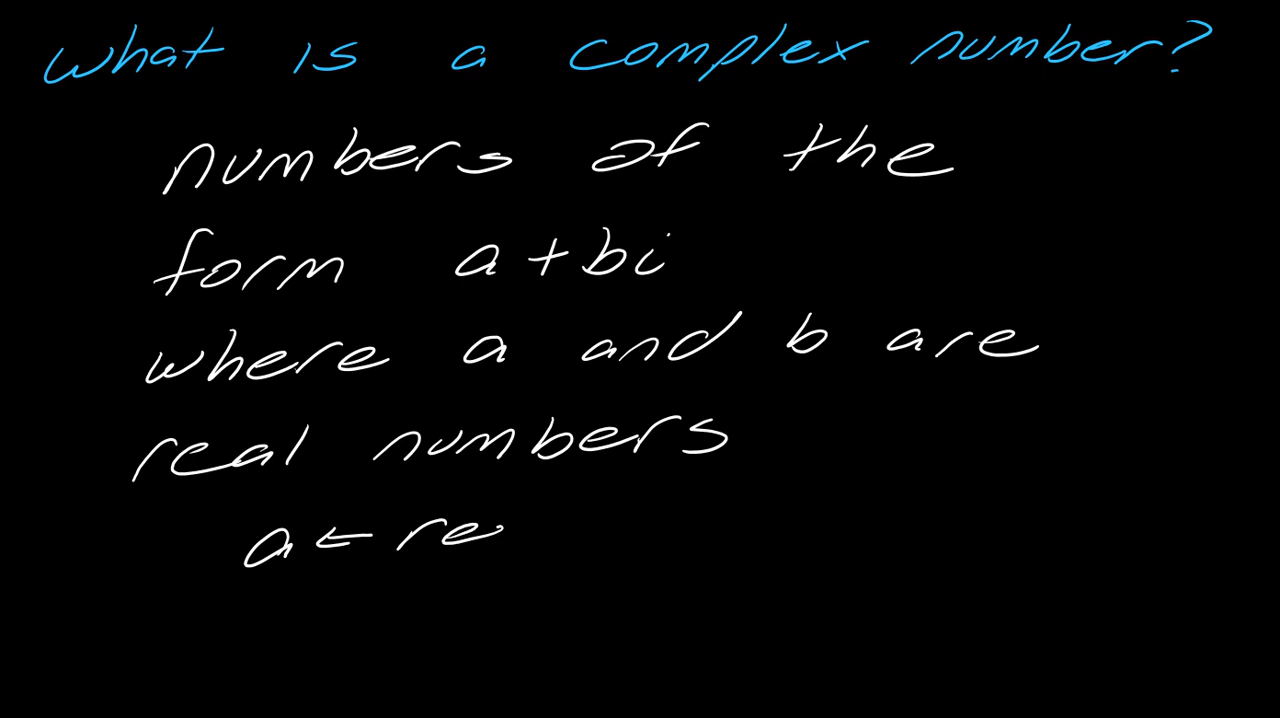 what is a complex number?
numbers of the
form a + bi
where a and b are
real numbers
a ← re